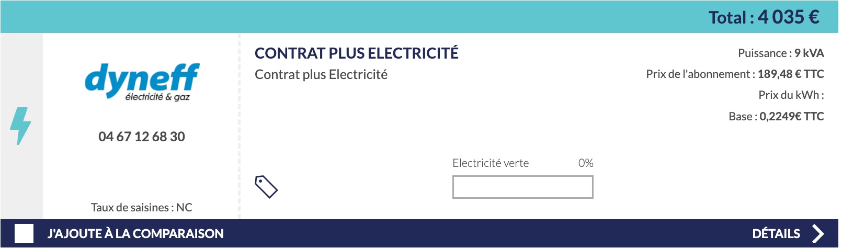 Total : 4 035 €
dyneff
électricité & gaz
04 67 12 68 30
Taux de saisines : NC
CONTRAT PLUS ELECTRICITÉ
Contrat plus Electricité
Electricité verte 0%
Puissance : 9 kVA
Prix de l'abonnement : 189,48 € TTC
Prix du kWh :
Base : 0,2249€ TTC
J'AJOUTE À LA COMPARAISON
DÉTAILS